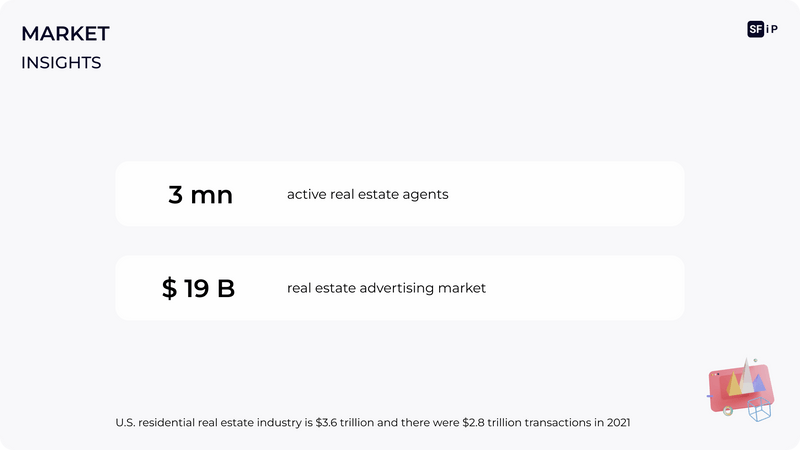 MARKET
INSIGHTS
SF i P
3 mn
active real estate agents
$ 19 B
real estate advertising market
U.S. residential real estate industry is $3.6 trillion and there were $2.8 trillion transactions in 2021